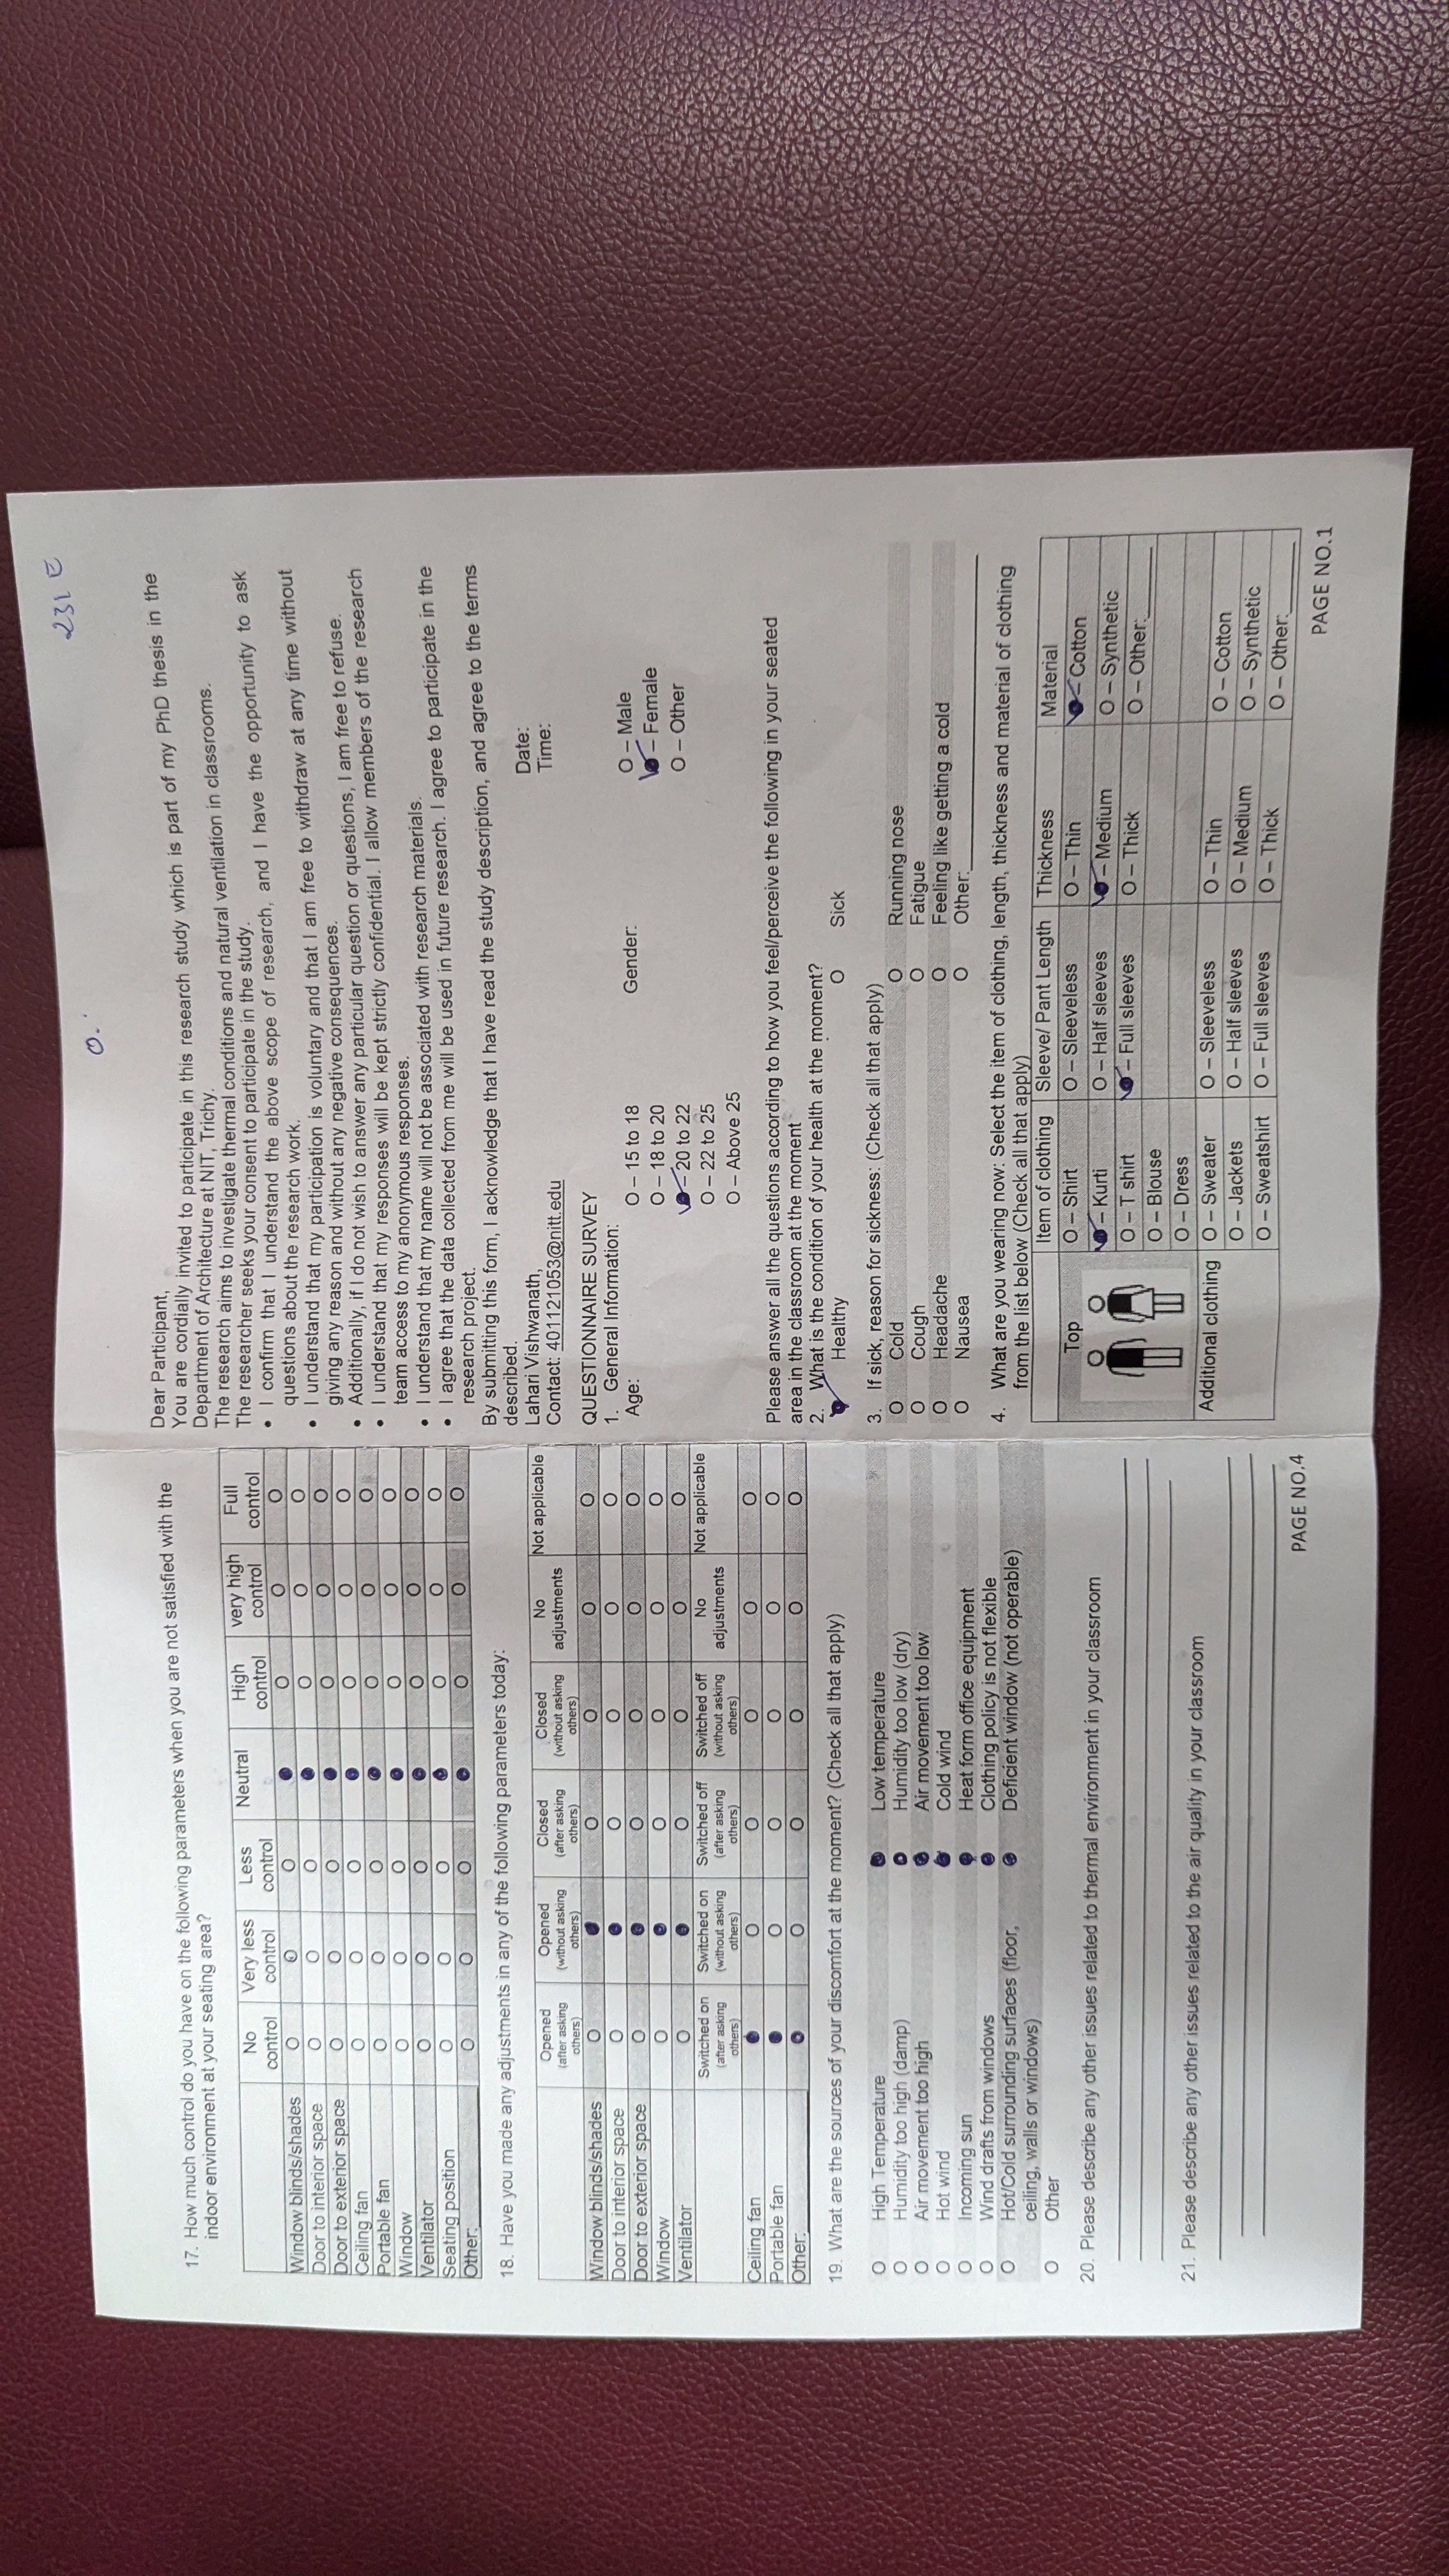 17. How much control do you have on the following parameters when you are not satisfied with the
indoor environment at your seating area?
No control Very less control Less control Neutral High control very high control Full control
Window blinds/shades O O O O O O
Door to interior space O O O O O O
Door to exterior space O O O O O O
Ceiling fan O O O O O O
Portable fan O O O O O O
Window O O O O O O
Ventilator O O O O O O
Seating position O O O O O O
Other: O O O O O O
18. Have you made any adjustments in any of the following parameters today:
Opened (after asking others) Opened (without asking others) Closed (after asking others) Closed (without asking others) No adjustments Not applicable
Window blinds/shades O O O O O
Door to interior space O O O O O
Door to exterior space O O O O O
Window O O O O O
Ventilator O O O O O
Switched on (after asking others) Switched on (without asking others) Switched off (after asking others) Switched off (without asking others) No adjustments Not applicable
Ceiling fan O O O O O
Portable fan O O O O O
Other: O O O O O
19. What are the sources of your discomfort at the moment? (Check all that apply)
O High Temperature Low temperature
O Humidity too high (damp) Humidity too low (dry)
O Air movement too high Air movement too low
O Hot wind Cold wind
O Incoming sun Heat form office equipment
O Wind drafts from windows Clothing policy is not flexible
O Hot/Cold surrounding surfaces (floor, Deficient window (not operable)
ceiling, walls or windows)
O Other
20. Please describe any other issues related to thermal environment in your classroom
21. Please describe any other issues related to the air quality in your classroom
PAGE NO.4
231 E
O.
Dear Participant,
You are cordially invited to participate in this research study which is part of my PhD thesis in the
Department of Architecture at NIT, Trichy.
The research aims to investigate thermal conditions and natural ventilation in classrooms.
The researcher seeks your consent to participate in the study.
• I confirm that I understand the above scope of research, and I have the opportunity to ask
questions about the research work.
• I understand that my participation is voluntary and that I am free to withdraw at any time without
giving any reason and without any negative consequences.
• Additionally, if I do not wish to answer any particular question or questions, I am free to refuse.
• I understand that my responses will be kept strictly confidential. I allow members of the research
team access to my anonymous responses.
• I understand that my name will not be associated with research materials.
• I agree that the data collected from me will be used in future research. I agree to participate in the
research project.
By submitting this form, I acknowledge that I have read the study description, and agree to the terms
described.
Lahari Vishwanath,
Contact: 401121053@nitt.edu
Date:
Time:
QUESTIONNAIRE SURVEY
1. General Information:
Age: O – 15 to 18 Gender: O – Male
O – 18 to 20 – Female
– 20 to 22 O – Other
O – 22 to 25
O – Above 25
Please answer all the questions according to how you feel/perceive the following in your seated
area in the classroom at the moment
2. What is the condition of your health at the moment?
Healthy O Sick
3. If sick, reason for sickness: (Check all that apply)
O Cold O Running nose
O Cough O Fatigue
O Headache O Feeling like getting a cold
O Nausea O Other:
4. What are you wearing now: Select the item of clothing, length, thickness and material of clothing
from the list below (Check all that apply)
Item of clothing Sleeve/ Pant Length Thickness Material
Top O – Shirt O – Sleeveless O – Thin – Cotton
– Kurti O – Half sleeves – Medium O – Synthetic
O – T shirt – Full sleeves O – Thick O – Other:
O – Blouse
O – Dress
Additional clothing O – Sweater O – Sleeveless O – Thin O – Cotton
O – Jackets O – Half sleeves O – Medium O – Synthetic
O – Sweatshirt O – Full sleeves O – Thick O – Other:
PAGE NO.1